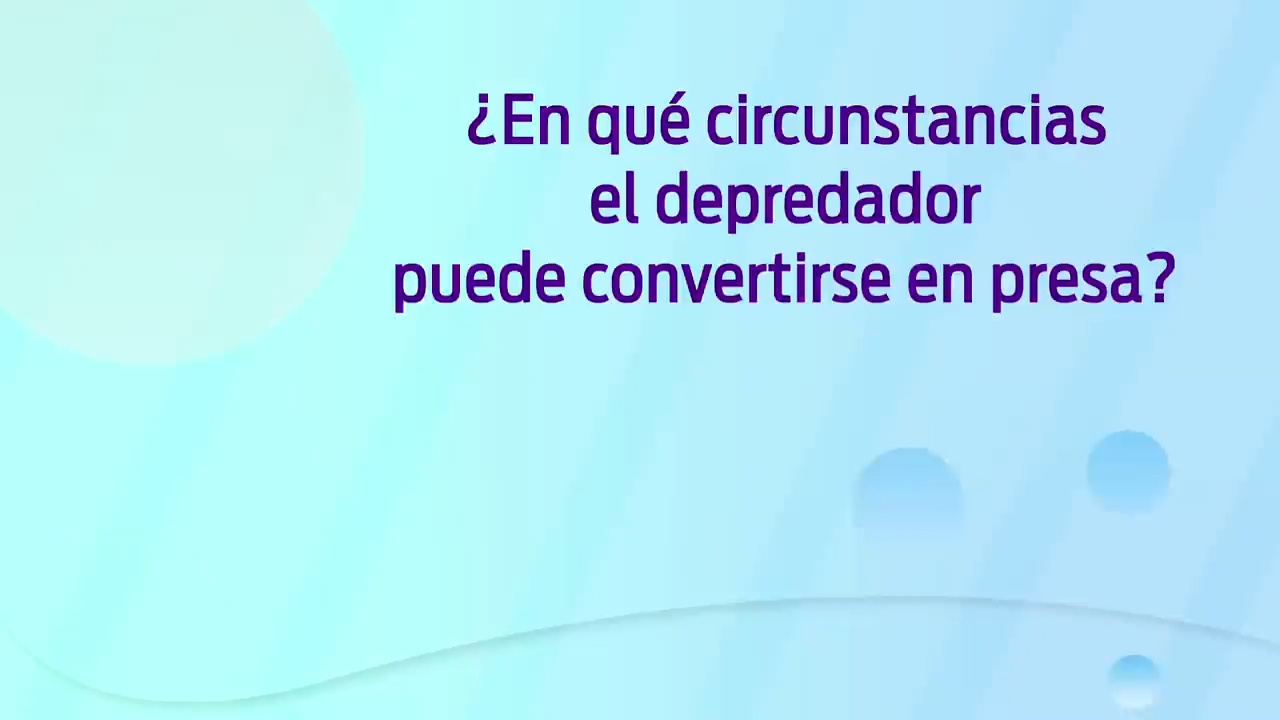 ¿En qué circunstancias
el depredador
puede convertirse en presa?